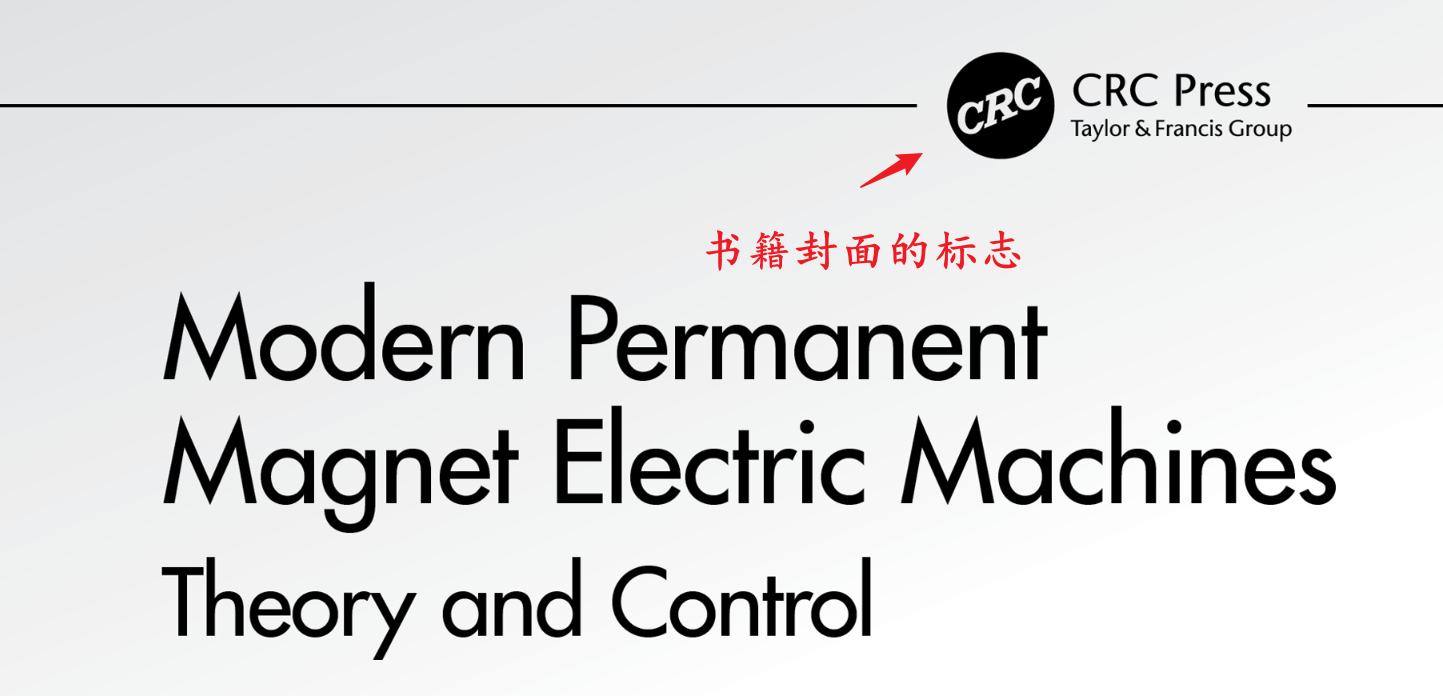 CRC
CRC Press
Taylor & Francis Group
书籍封面的标志
Modern Permanent
Magnet Electric Machines
Theory and Control